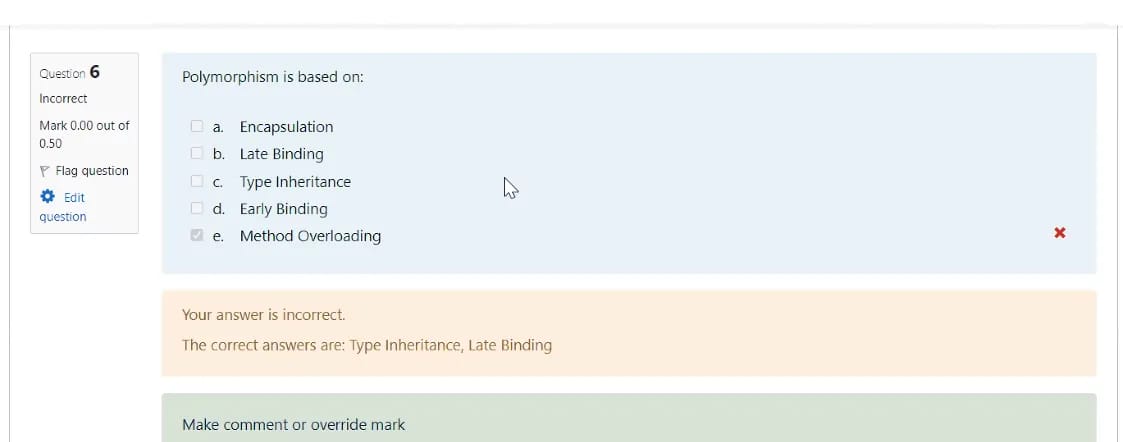 Question 6
Incorrect
Mark 0.00 out of
0.50
Flag question
Edit
question
Polymorphism is based on:
a. Encapsulation
b. Late Binding
c. Type Inheritance
d. Early Binding
e. Method Overloading
Your answer is incorrect.
The correct answers are: Type Inheritance, Late Binding
Make comment or override mark